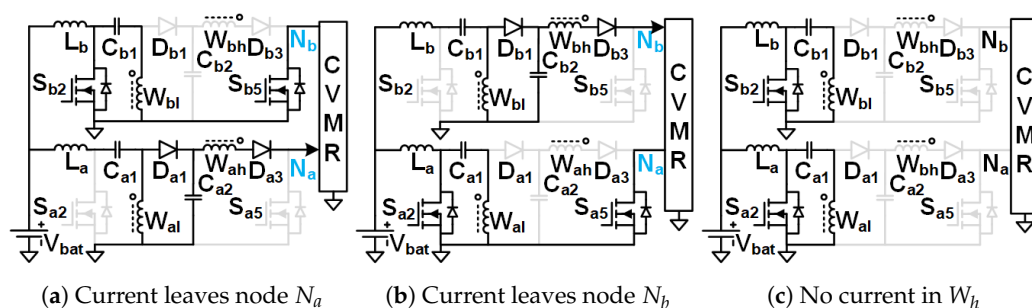 L_b C_b1 D_b1 W_bh D_b3 N_b
C_b2
S_b2 W_bl S_b5
L_a C_a1 D_a1 W_ah D_a3 N_a
C_a2
S_a2 W_al S_a5
V_bat
C V M R
(a) Current leaves node N_a
L_b C_b1 D_b1 W_bh D_b3 N_b
C_b2
S_b2 W_bl S_b5
L_a C_a1 D_a1 W_ah D_a3 N_a
C_a2
S_a2 W_al S_a5
V_bat
C V M R
(b) Current leaves node N_b
L_b C_b1 D_b1 W_bh D_b3 N_b
C_b2
S_b2 W_bl S_b5
L_a C_a1 D_a1 W_ah D_a3 N_a
C_a2
S_a2 W_al S_a5
V_bat
C V M R
(c) No current in W_h